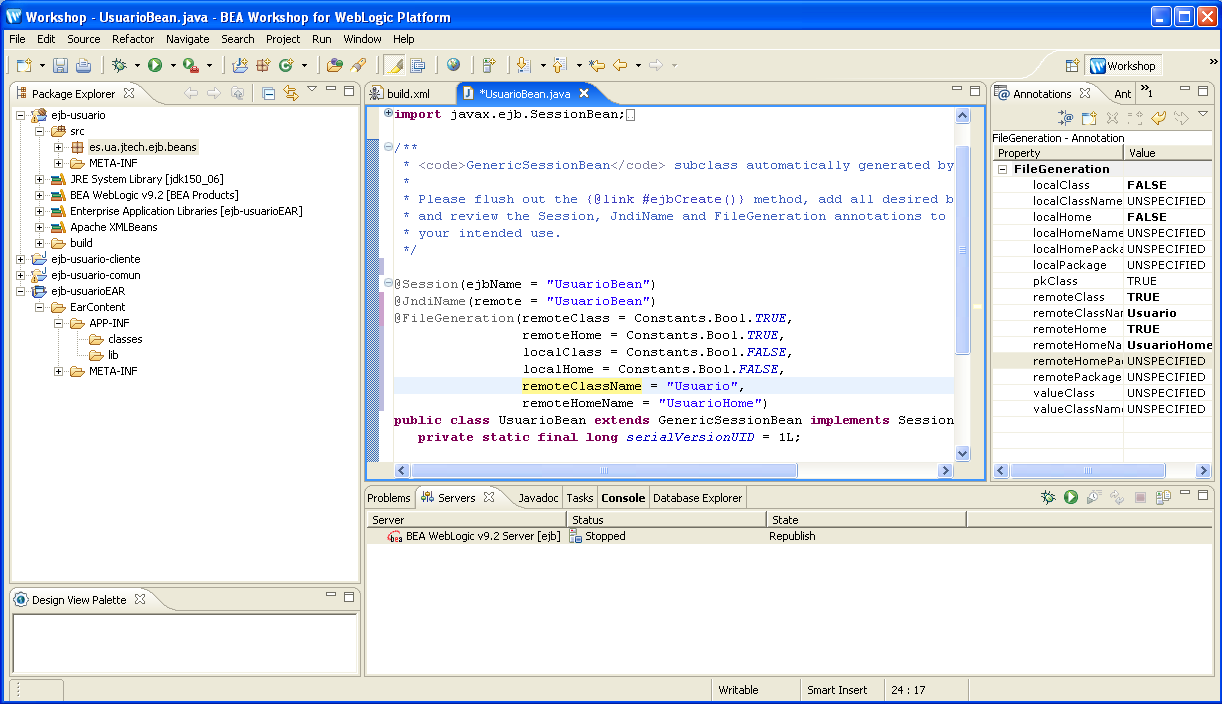 Workshop - UsuarioBean.java - BEA Workshop for WebLogic Platform
File Edit Source Refactor Navigate Search Project Run Window Help
Workshop
Package Explorer
ejb-usuario
src
es.ua.jtech.ejb.beans
META-INF
JRE System Library [jdk150_06]
BEA WebLogic v9.2 [BEA Products]
Enterprise Application Libraries [ejb-usuarioEAR]
Apache XMLBeans
build
ejb-usuario-cliente
ejb-usuario-comun
ejb-usuarioEAR
EarContent
APP-INF
classes
lib
META-INF
Design View Palette
build.xml *UsuarioBean.java
import javax.ejb.SessionBean;
/**
* <code>GenericSessionBean</code> subclass automatically generated by
*
* Please flush out the {@link #ejbCreate()} method, add all desired b
* and review the Session, JndiName and FileGeneration annotations to
* your intended use.
*/
@Session(ejbName = "UsuarioBean")
@JndiName(remote = "UsuarioBean")
@FileGeneration(remoteClass = Constants.Bool.TRUE,
remoteHome = Constants.Bool.TRUE,
localClass = Constants.Bool.FALSE,
localHome = Constants.Bool.FALSE,
remoteClassName = "Usuario",
remoteHomeName = "UsuarioHome")
public class UsuarioBean extends GenericSessionBean implements Session
private static final long serialVersionUID = 1L;
Annotations Ant »1
FileGeneration - Annotation
Property Value
FileGeneration
localClass FALSE
localClassName UNSPECIFIED
localHome FALSE
localHomeName UNSPECIFIED
localHomePacka UNSPECIFIED
localPackage UNSPECIFIED
pkClass TRUE
remoteClass TRUE
remoteClassNam Usuario
remoteHome TRUE
remoteHomeNa UsuarioHome
remoteHomePa UNSPECIFIED
remotePackage UNSPECIFIED
valueClass UNSPECIFIED
valueClassName UNSPECIFIED
Problems Servers Javadoc Tasks Console Database Explorer
Server Status State
bea BEA WebLogic v9.2 Server [ejb] Stopped Republish
Writable Smart Insert 24 : 17